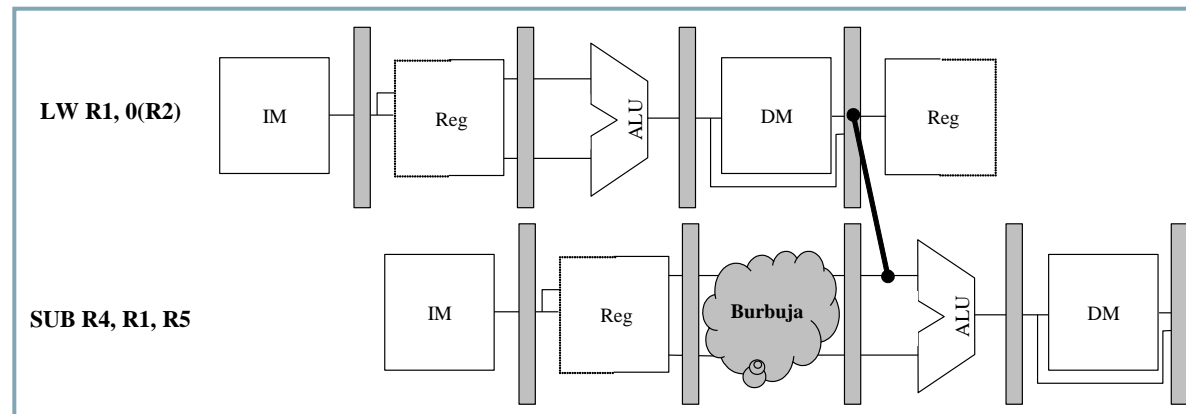 LW R1, 0(R2)
IM
Reg
ALU
DM
Reg
SUB R4, R1, R5
IM
Reg
Burbuja
ALU
DM